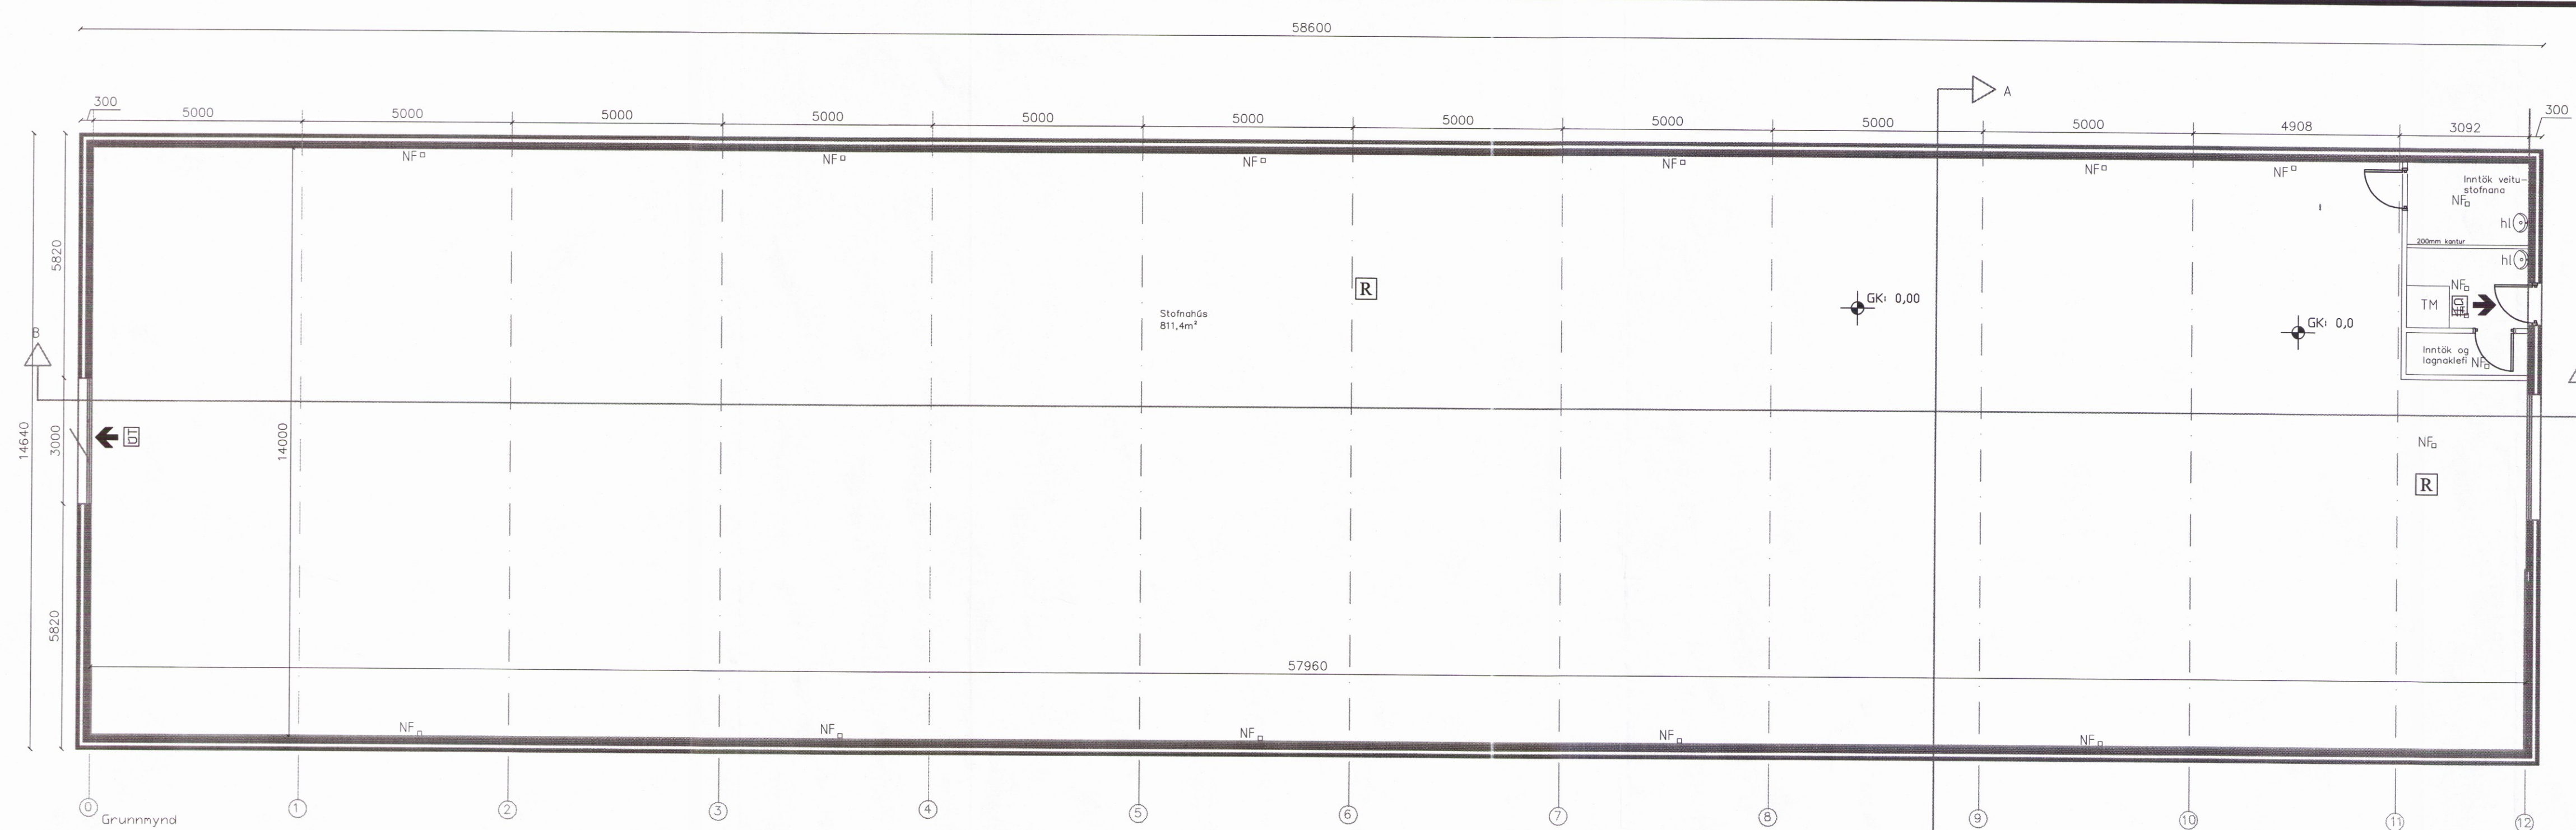 58600
A
300
5000
5000
5000
5000
5000
5000
5000
5000
5000
5000
4908
3092
300
NF
NF
NF
NF
NF
NF
Inntök veitu-
stofnana
NF
hl
200mm kantur
hl
NF
TM
NF
Inntök og
lagnaklefi NF
5820
R
GK: 0,00
GK: 0,0
Stofnahús
811,4m²
B
14640
3000
ÚT
14000
NF
R
5820
57960
NF
NF
NF
NF
NF
0
1
2
3
4
5
6
7
8
9
10
11
12
Grunnmynd